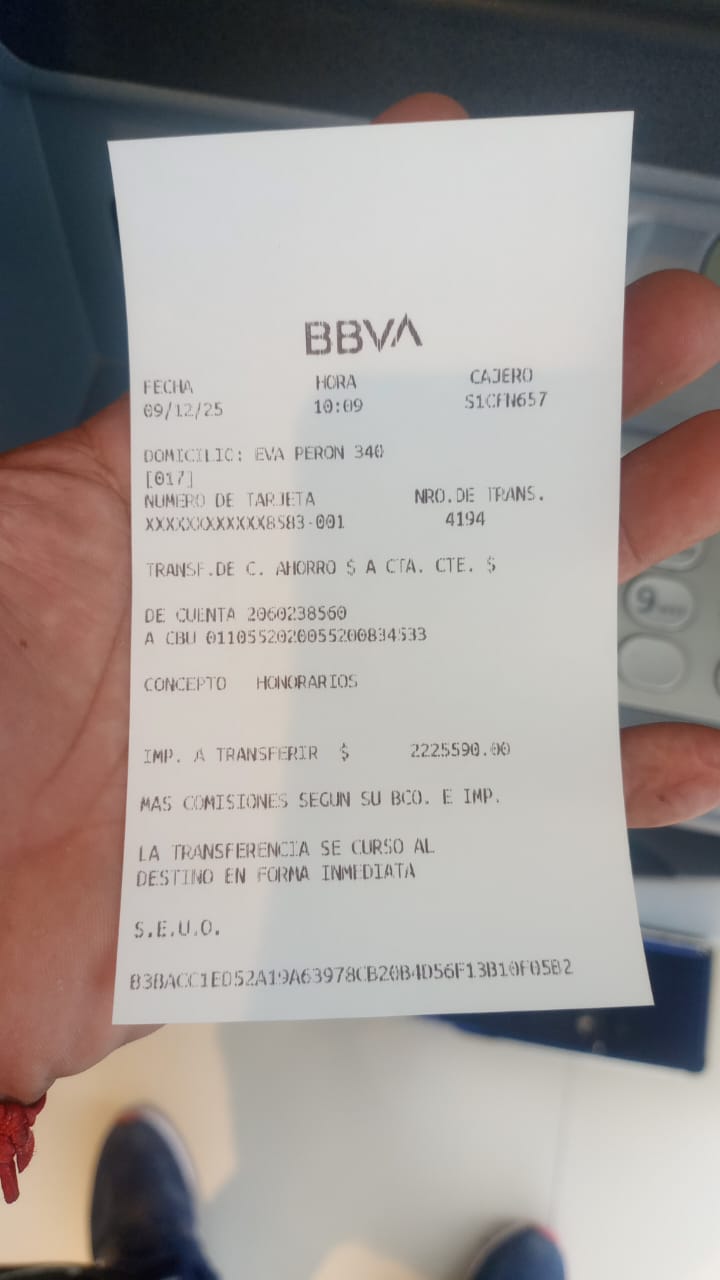 BBVA
FECHA HORA CAJERO
09/12/25 10:09 S1CFN657
DOMICILIO: EVA PERON 340
[017]
NUMERO DE TARJETA NRO.DE TRANS.
XXXXXXXXXXXX8583-001 4194
TRANSF.DE C. AHORRO $ A CTA. CTE. $
DE CUENTA 2060238560
A CBU 0110552020055200834533
CONCEPTO HONORARIOS
IMP. A TRANSFERIR $ 2225590.00
MAS COMISIONES SEGUN SU BCO. E IMP.
LA TRANSFERENCIA SE CURSO AL
DESTINO EN FORMA INMEDIATA
S.E.U.O.
B3BACC1ED52A19A63978CB20B4D56F13B10F05B2
9